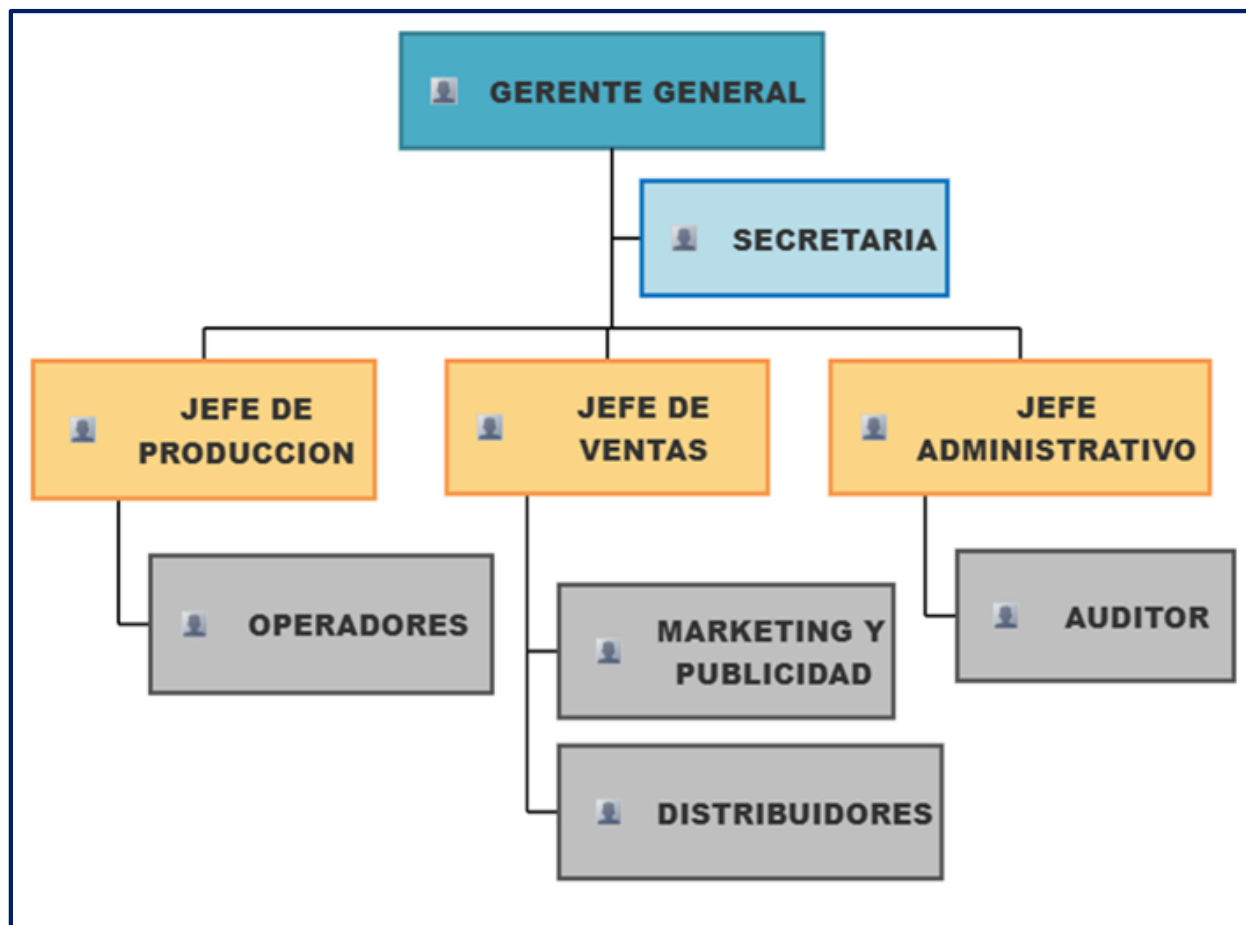 GERENTE GENERAL
SECRETARIA
JEFE DE
PRODUCCION
JEFE DE
VENTAS
JEFE
ADMINISTRATIVO
OPERADORES
MARKETING Y
PUBLICIDAD
DISTRIBUIDORES
AUDITOR